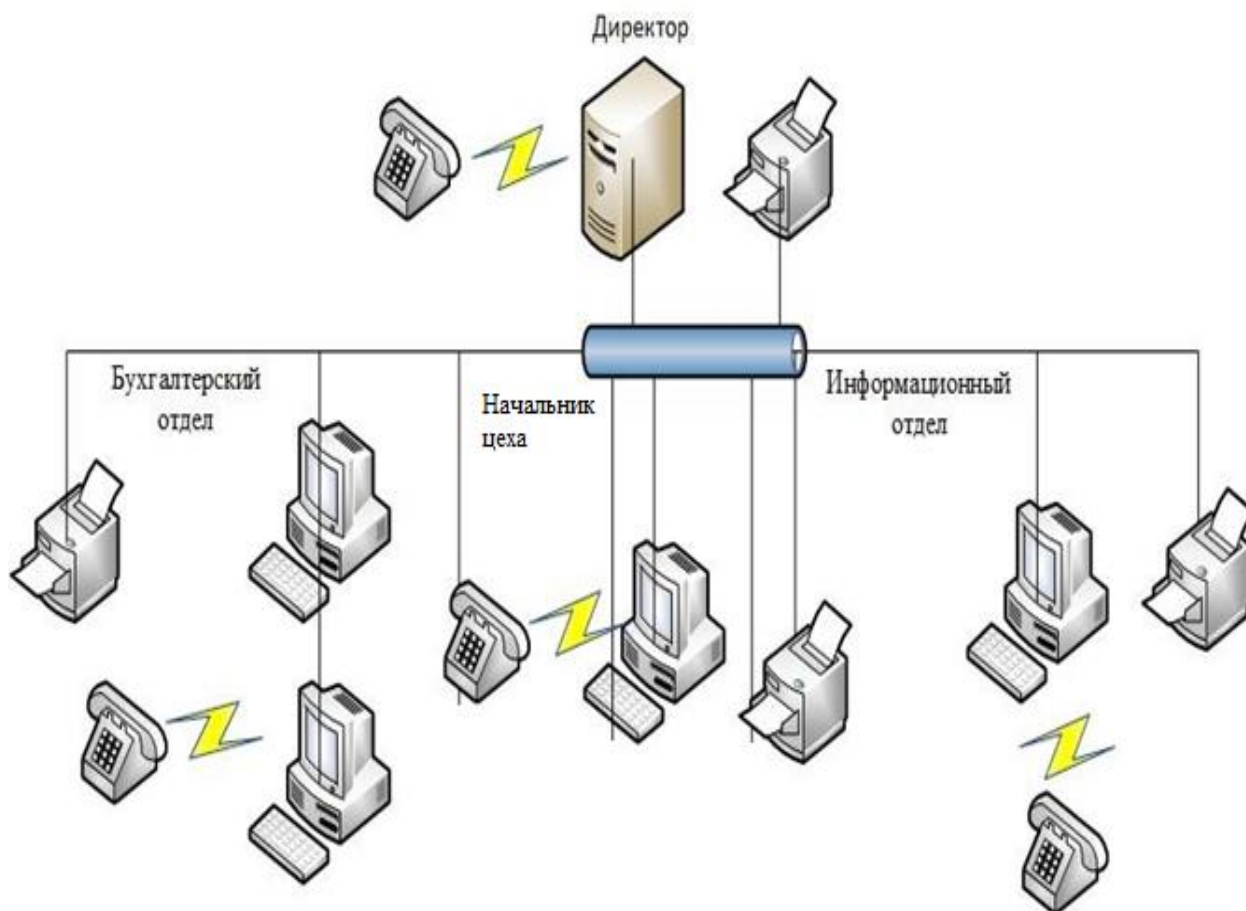 Директор
Бухгалтерский
отдел
Начальник
цеха
Информационный
отдел